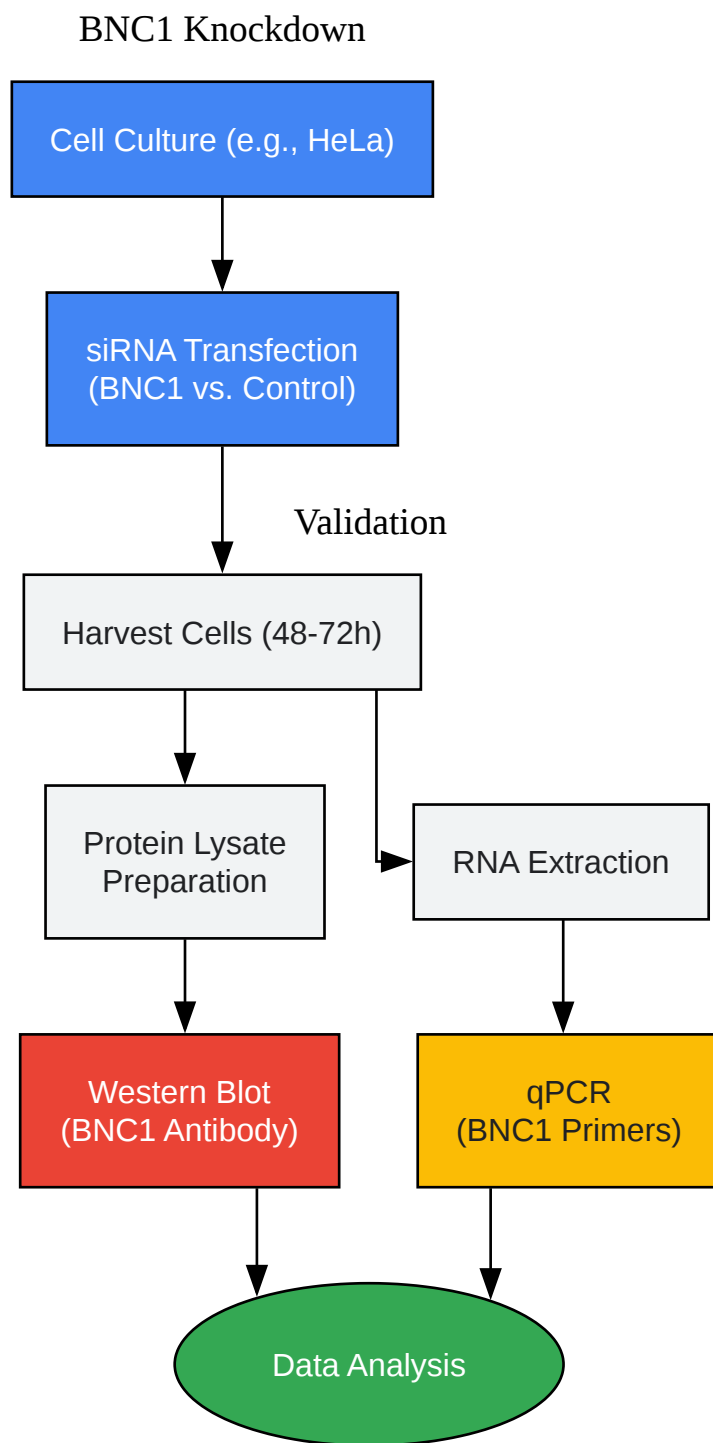 BNC1 Knockdown
Cell Culture (e.g., HeLa)
siRNA Transfection
(BNC1 vs. Control)
Validation
Harvest Cells (48-72h)
Protein Lysate
Preparation
RNA Extraction
Western Blot
(BNC1 Antibody)
qPCR
(BNC1 Primers)
Data Analysis